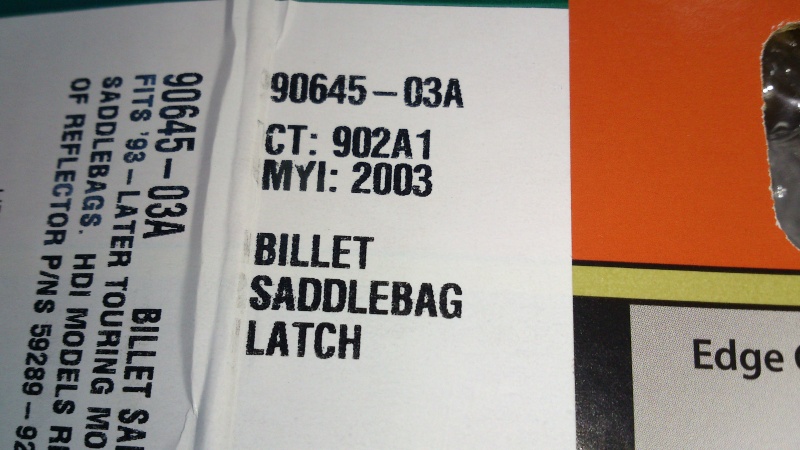 90645-03A
CT: 902A1
MYI: 2003
BILLET
SADDLEBAG
LATCH
90645-03A BILLET
FITS '93-LATER TOURING
SADDLEBAGS. HDI MODELS
OF REFLECTOR P/NS 59289-92
Edge